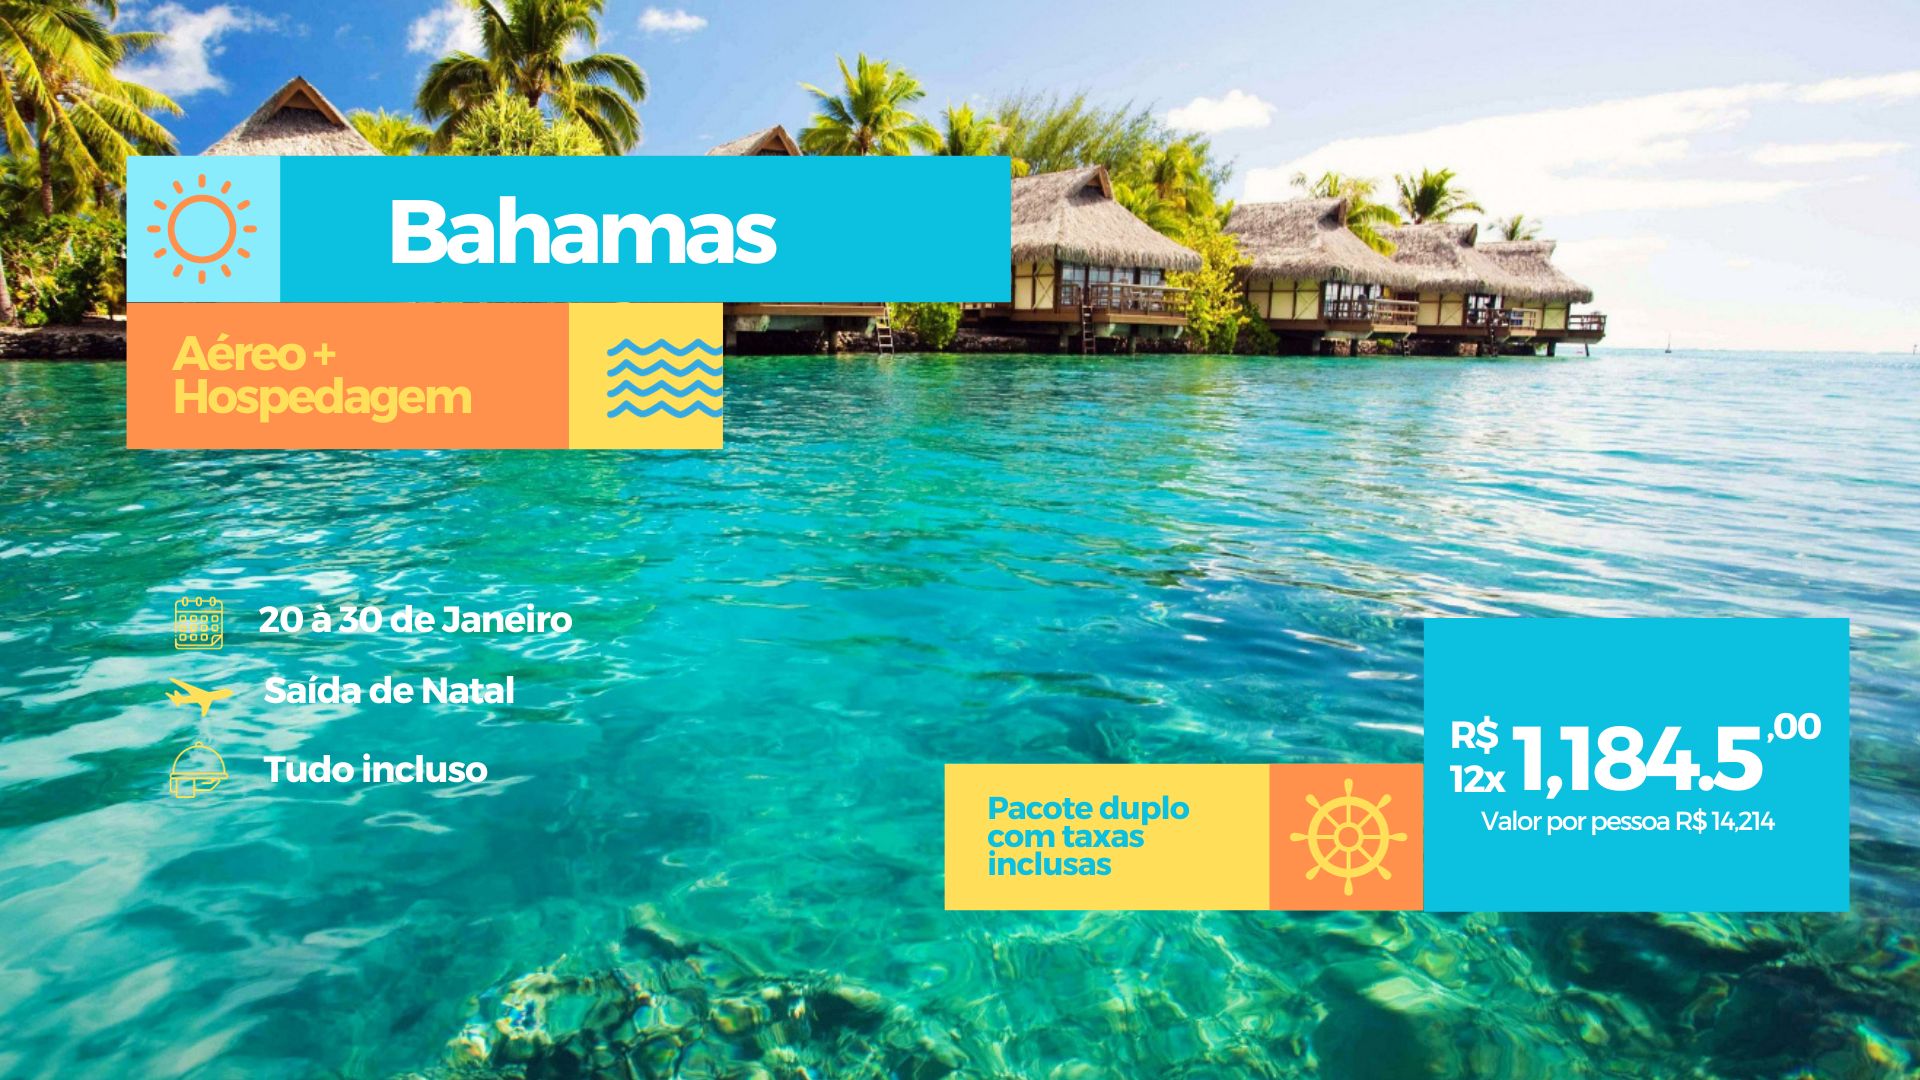 Bahamas
Aéreo +
Hospedagem
20 à 30 de Janeiro
Saída de Natal
Tudo incluso
Pacote duplo
com taxas
inclusas
R$
12x 1,184.5,00
Valor por pessoa R$ 14,214